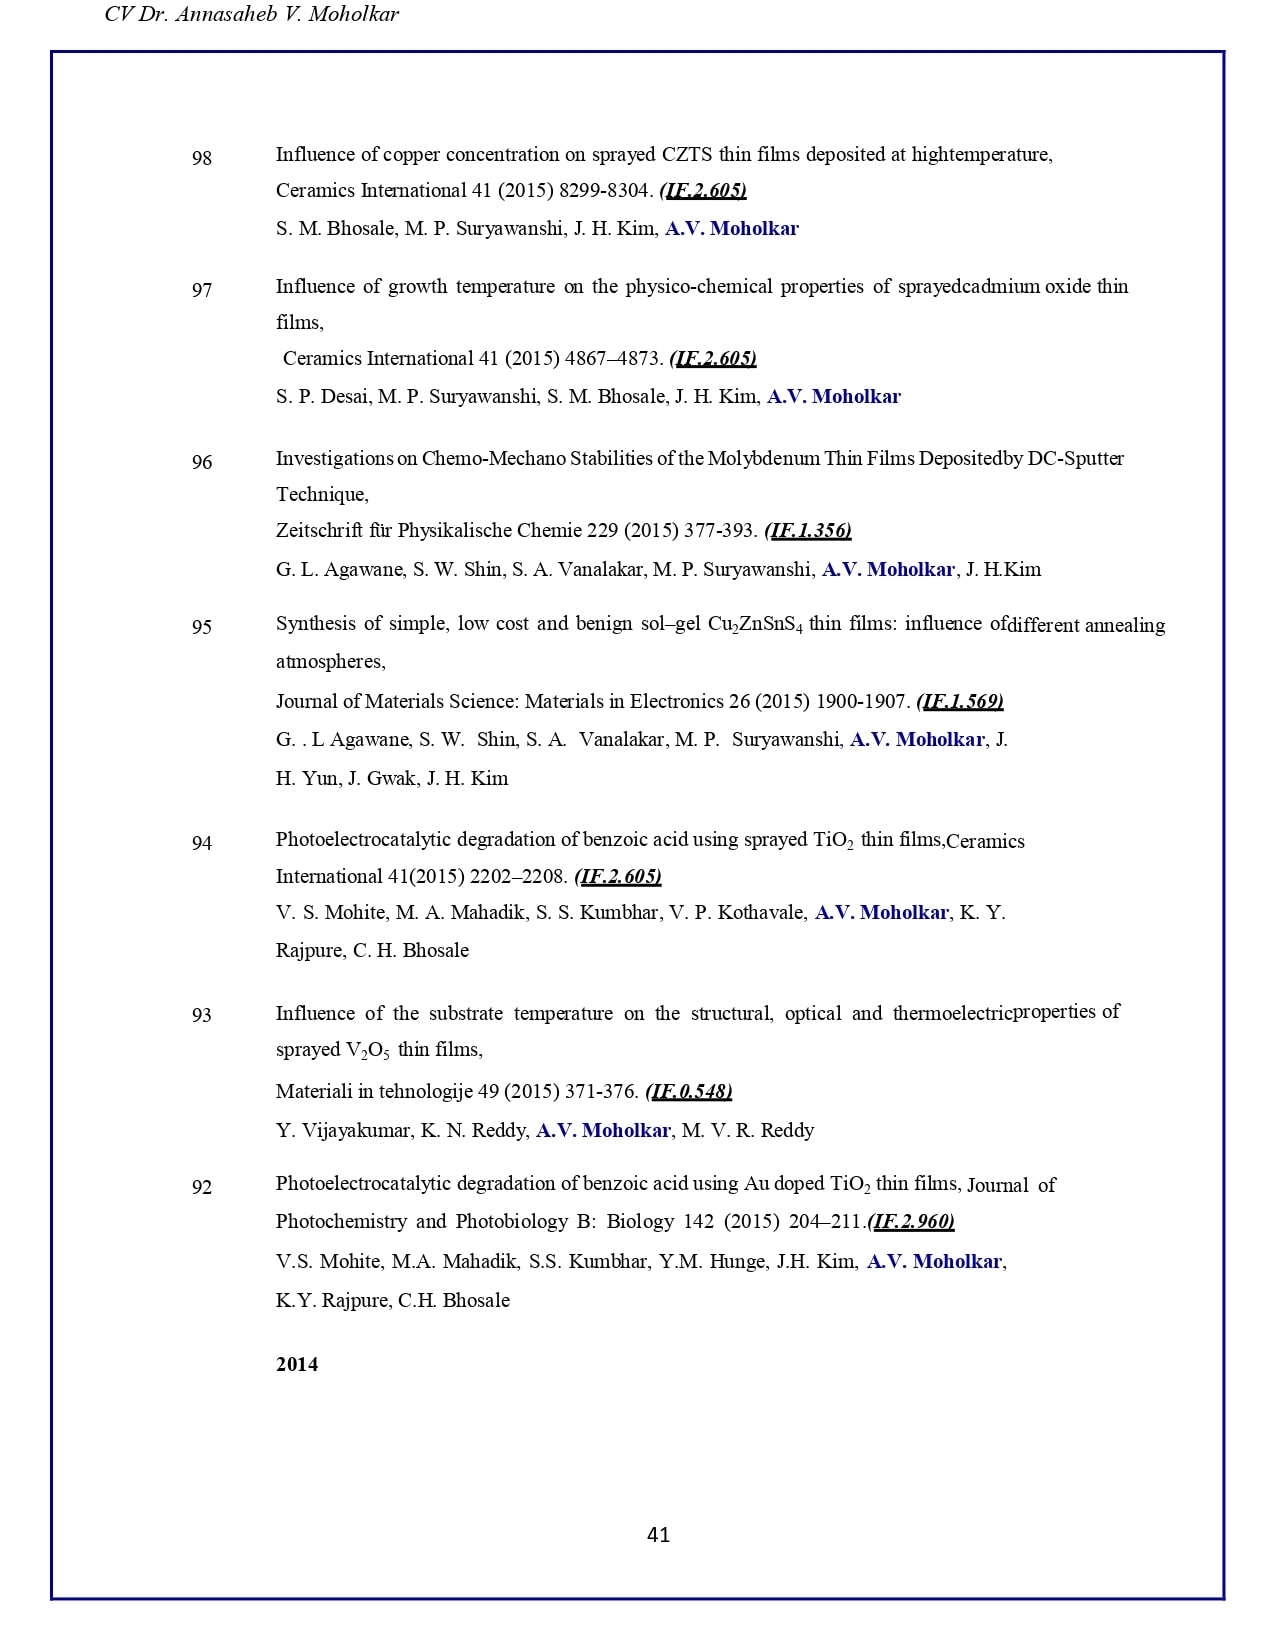 CV Dr. Annasaheb V. Moholkar
98 Influence of copper concentration on sprayed CZTS thin films deposited at hightemperature,
Ceramics International 41 (2015) 8299-8304. (IF.2.605)
S. M. Bhosale, M. P. Suryawanshi, J. H. Kim, A.V. Moholkar
97 Influence of growth temperature on the physico-chemical properties of sprayedcadmium oxide thin
films,
Ceramics International 41 (2015) 4867–4873. (IF.2.605)
S. P. Desai, M. P. Suryawanshi, S. M. Bhosale, J. H. Kim, A.V. Moholkar
96 Investigations on Chemo-Mechano Stabilities of the Molybdenum Thin Films Depositedby DC-Sputter
Technique,
Zeitschrift für Physikalische Chemie 229 (2015) 377-393. (IF.1.356)
G. L. Agawane, S. W. Shin, S. A. Vanalakar, M. P. Suryawanshi, A.V. Moholkar, J. H.Kim
95 Synthesis of simple, low cost and benign sol–gel Cu₂ZnSnS₄ thin films: influence ofdifferent annealing
atmospheres,
Journal of Materials Science: Materials in Electronics 26 (2015) 1900-1907. (IF.1.569)
G. . L Agawane, S. W. Shin, S. A. Vanalakar, M. P. Suryawanshi, A.V. Moholkar, J.
H. Yun, J. Gwak, J. H. Kim
94 Photoelectrocatalytic degradation of benzoic acid using sprayed TiO₂ thin films,Ceramics
International 41(2015) 2202–2208. (IF.2.605)
V. S. Mohite, M. A. Mahadik, S. S. Kumbhar, V. P. Kothavale, A.V. Moholkar, K. Y.
Rajpure, C. H. Bhosale
93 Influence of the substrate temperature on the structural, optical and thermoelectricproperties of
sprayed V₂O₅ thin films,
Materiali in tehnologije 49 (2015) 371-376. (IF.0.548)
Y. Vijayakumar, K. N. Reddy, A.V. Moholkar, M. V. R. Reddy
92 Photoelectrocatalytic degradation of benzoic acid using Au doped TiO₂ thin films, Journal of
Photochemistry and Photobiology B: Biology 142 (2015) 204–211.(IF.2.960)
V.S. Mohite, M.A. Mahadik, S.S. Kumbhar, Y.M. Hunge, J.H. Kim, A.V. Moholkar,
K.Y. Rajpure, C.H. Bhosale
2014
41